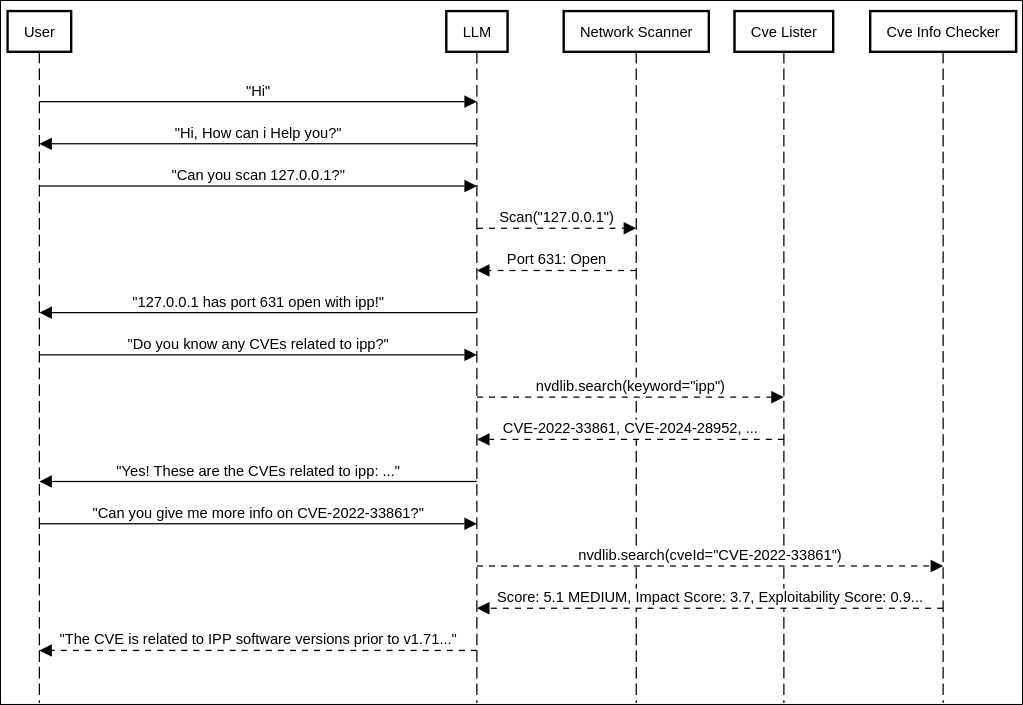 User
LLM
Network Scanner
Cve Lister
Cve Info Checker
"Hi"
"Hi, How can i Help you?"
"Can you scan 127.0.0.1?"
Scan("127.0.0.1")
Port 631: Open
"127.0.0.1 has port 631 open with ipp!"
"Do you know any CVEs related to ipp?"
nvdlib.search(keyword="ipp")
CVE-2022-33861, CVE-2024-28952, ...
"Yes! These are the CVEs related to ipp: ..."
"Can you give me more info on CVE-2022-33861?"
nvdlib.search(cveId="CVE-2022-33861")
Score: 5.1 MEDIUM, Impact Score: 3.7, Exploitability Score: 0.9...
"The CVE is related to IPP software versions prior to v1.71..."